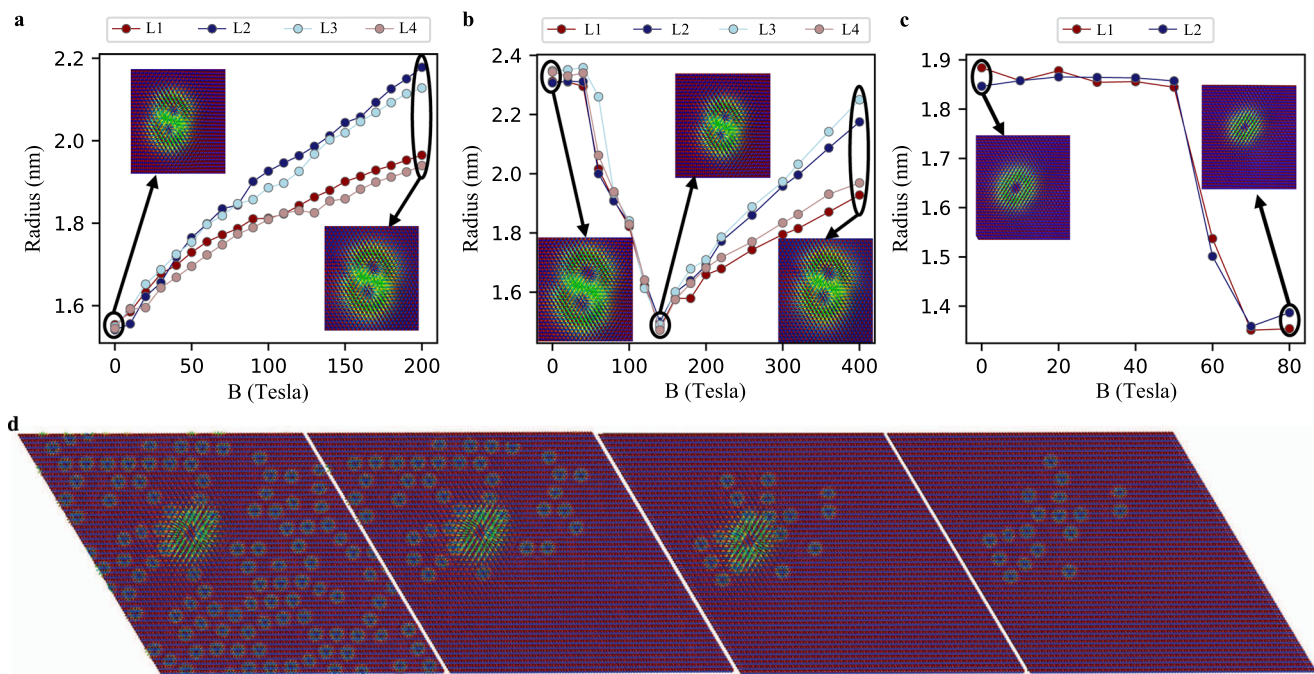 a
L1 L2 L3 L4
2.2
2.0
1.8
1.6
Radius (nm)
0 50 100 150 200
B (Tesla)
b
L1 L2 L3 L4
2.4
2.2
2.0
1.8
1.6
Radius (nm)
0 100 200 300 400
B (Tesla)
c
L1 L2
1.9
1.8
1.7
1.6
1.5
1.4
Radius (nm)
0 20 40 60 80
B (Tesla)
d